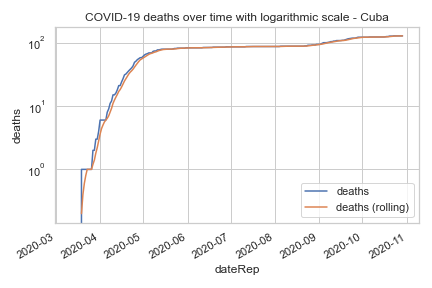 COVID-19 deaths over time with logarithmic scale - Cuba
10²
10¹
10⁰
deaths
deaths
deaths (rolling)
2020-03
2020-04
2020-05
2020-06
2020-07
2020-08
2020-09
2020-10
2020-11
dateRep